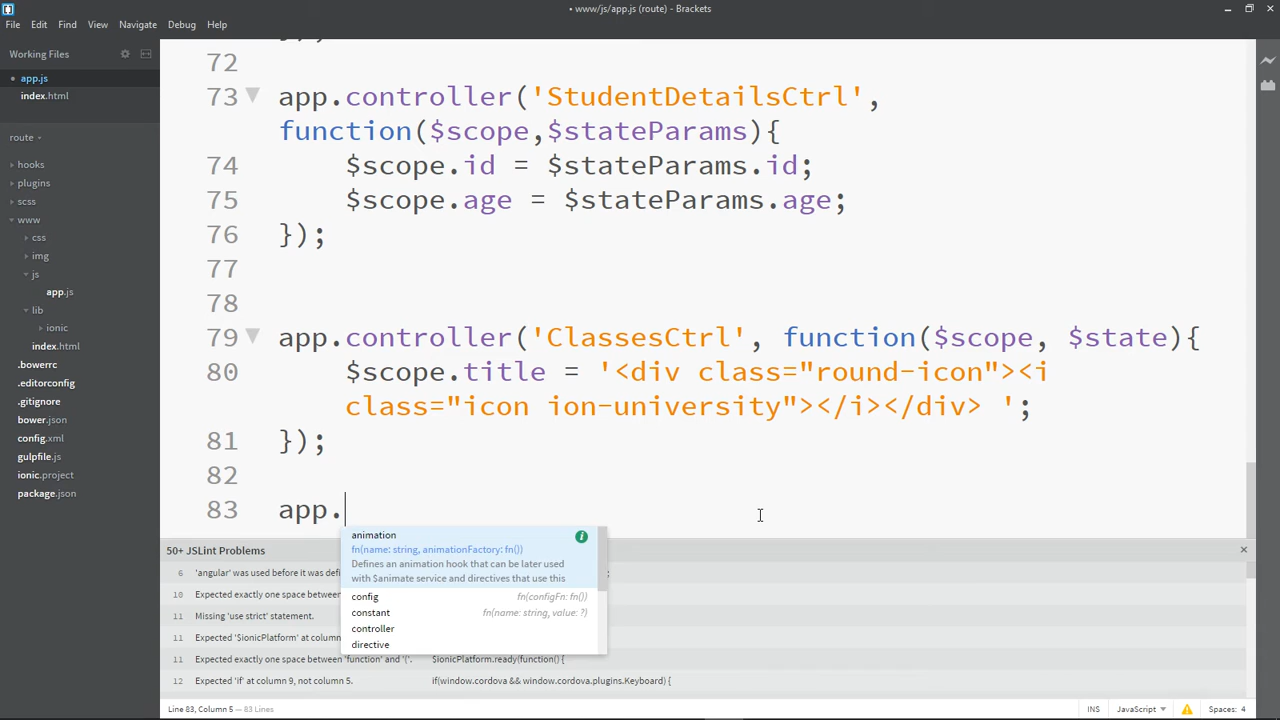 • www/js/app.js (route) - Brackets
File Edit Find View Navigate Debug Help
Working Files
• app.js
index.html
route
hooks
plugins
scss
www
css
img
js
app.js
lib
ionic
index.html
.bowerrc
.editorconfig
.gitignore
bower.json
config.xml
gulpfile.js
ionic.project
package.json
72
73 app.controller('StudentDetailsCtrl',
function($scope,$stateParams){
74 $scope.id = $stateParams.id;
75 $scope.age = $stateParams.age;
76 });
77
78
79 app.controller('ClassesCtrl', function($scope, $state){
80 $scope.title = '<div class="round-icon"><i
class="icon ion-university"></i></div> ';
81 });
82
83 app.
animation
fn(name: string, animationFactory: fn())
Defines an animation hook that can be later used
with $animate service and directives that use this
config fn(configFn: fn())
constant fn(name: string, value: ?)
controller
directive
50+ JSLint Problems
6 'angular' was used before it was defi
10 Expected exactly one space between
11 Missing 'use strict' statement.
11 Expected '$ionicPlatform' at column
11 Expected exactly one space between 'function' and '('. $ionicPlatform.ready(function() {
12 Expected 'if' at column 9, not column 5. if(window.cordova && window.cordova.plugins.Keyboard) {
Line 83, Column 5 — 83 Lines
INS JavaScript Spaces: 4